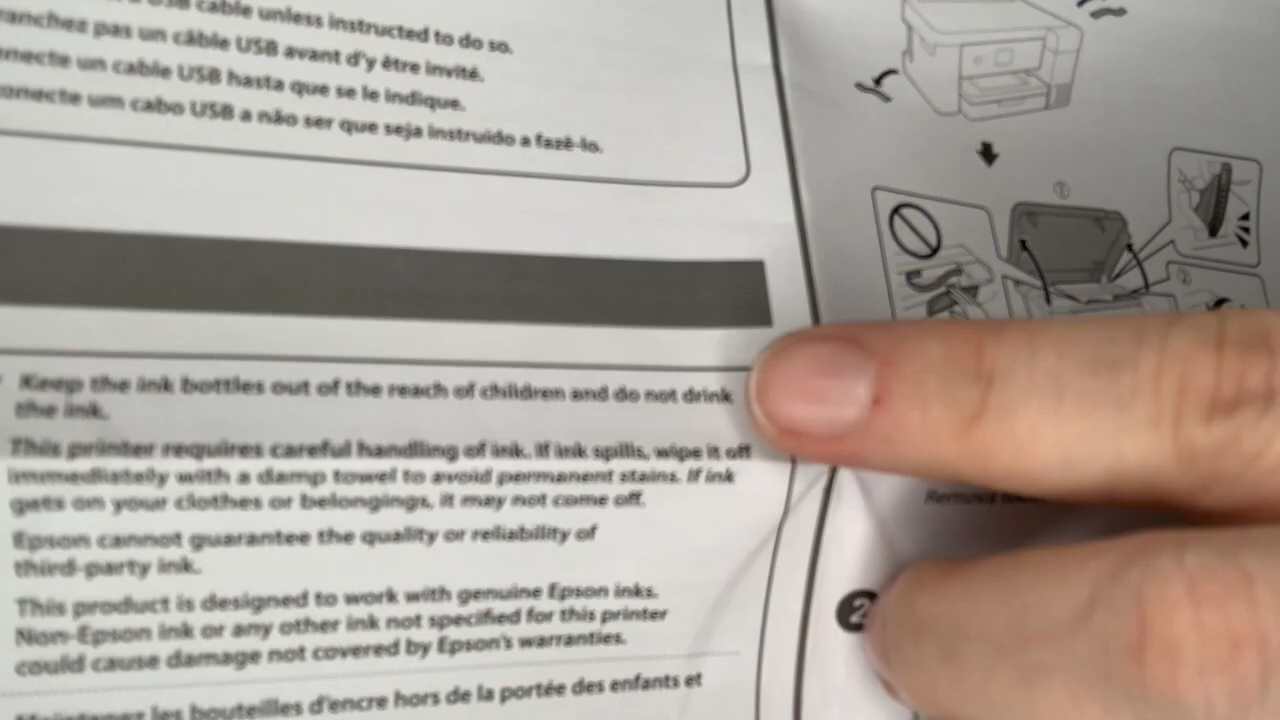 USB cable unless instructed to do so.
pas un câble USB avant d'y être invité.
un cable USB hasta que se le indique.
um cabo USB a não ser que seja instruído a fazê-lo.
Keep the ink bottles out of the reach of children and do not drink
the ink.
This printer requires careful handling of ink. If ink spills, wipe it off
immediately with a damp towel to avoid permanent stains. If ink
gets on your clothes or belongings, it may not come off.
Epson cannot guarantee the quality or reliability of
third-party ink.
This product is designed to work with genuine Epson inks.
Non-Epson ink or any other ink not specified for this printer
could cause damage not covered by Epson's warranties.
Maintenez les bouteilles d'encre hors de la portée des enfants et
1
2
Remove
2